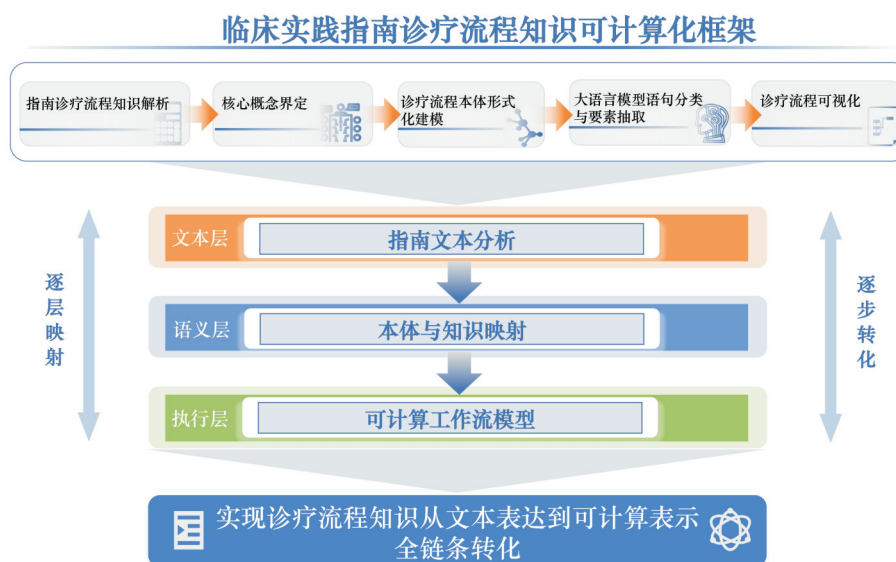 临床实践指南诊疗流程知识可计算化框架
指南诊疗流程知识解析
核心概念界定
诊疗流程本体形式
化建模
大语言模型语句分类
与要素抽取
诊疗流程可视化
逐层映射
文本层
指南文本分析
语义层
本体与知识映射
执行层
可计算工作流模型
逐步转化
实现诊疗流程知识从文本表达到可计算表示
全链条转化